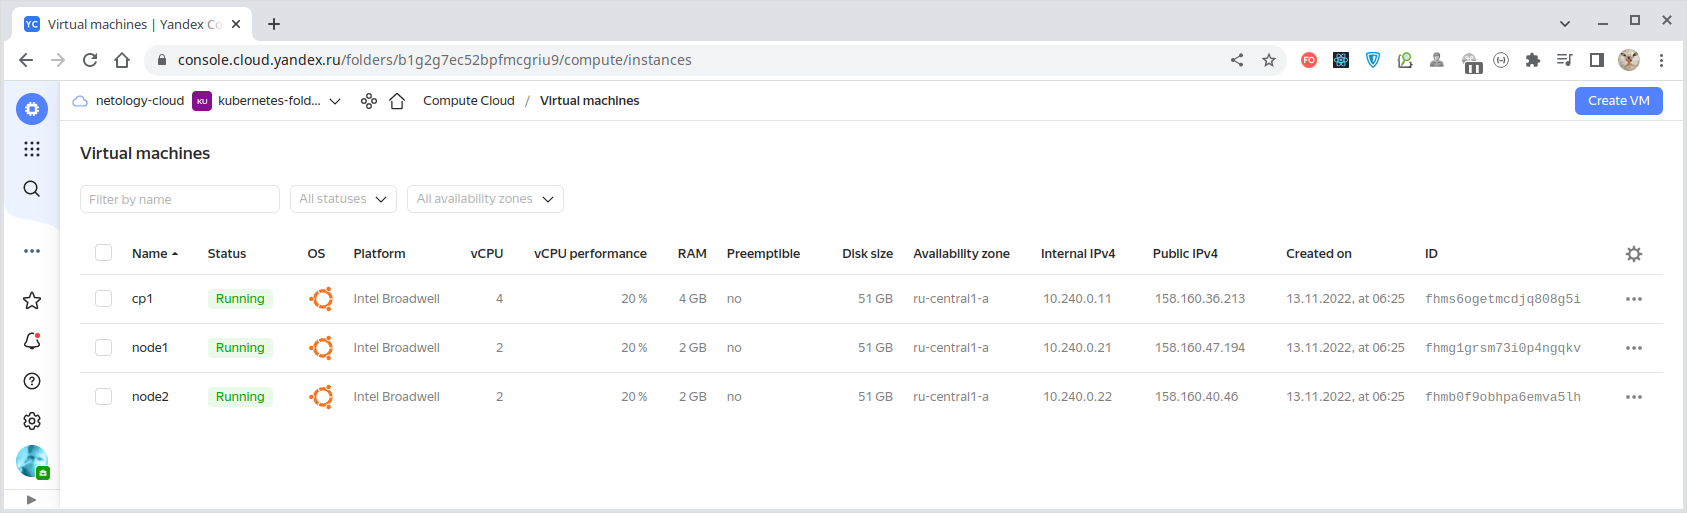 YC Virtual machines | Yandex Co
console.cloud.yandex.ru/folders/b1g2g7ec52bpfmcgriu9/compute/instances
FO
netology-cloud KU kubernetes-fold... Compute Cloud / Virtual machines Create VM
Virtual machines
Filter by name All statuses All availability zones
Name Status OS Platform vCPU vCPU performance RAM Preemptible Disk size Availability zone Internal IPv4 Public IPv4 Created on ID
cp1 Running Intel Broadwell 4 20 % 4 GB no 51 GB ru-central1-a 10.240.0.11 158.160.36.213 13.11.2022, at 06:25 fhms6ogetmcdjq808g5i
node1 Running Intel Broadwell 2 20 % 2 GB no 51 GB ru-central1-a 10.240.0.21 158.160.47.194 13.11.2022, at 06:25 fhmg1grsm73i0p4ngqkv
node2 Running Intel Broadwell 2 20 % 2 GB no 51 GB ru-central1-a 10.240.0.22 158.160.40.46 13.11.2022, at 06:25 fhmb0f9obhpa6emva5lh